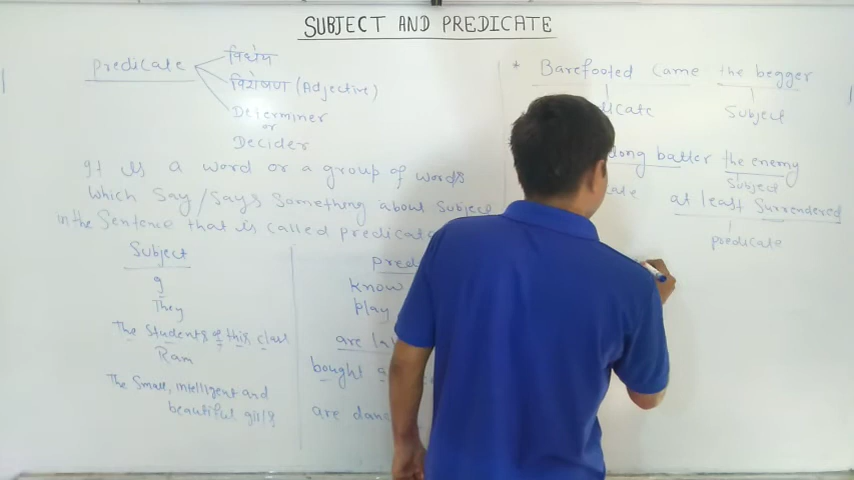 SUBJECT AND PREDICATE
Predicate
विधेय
विशेषण (Adjective)
Determiner
or
Decider
It is a word or a group of words
which say/says something about subject
in the sentence that is called predicate
Subject
I
They
The students of this class
Ram
The small, intelligent and
beautiful girls
know
Play
are
bought
are
* Barefooted came the begger
Subject
long batter the enemy
Subject
at least surrendered
predicate